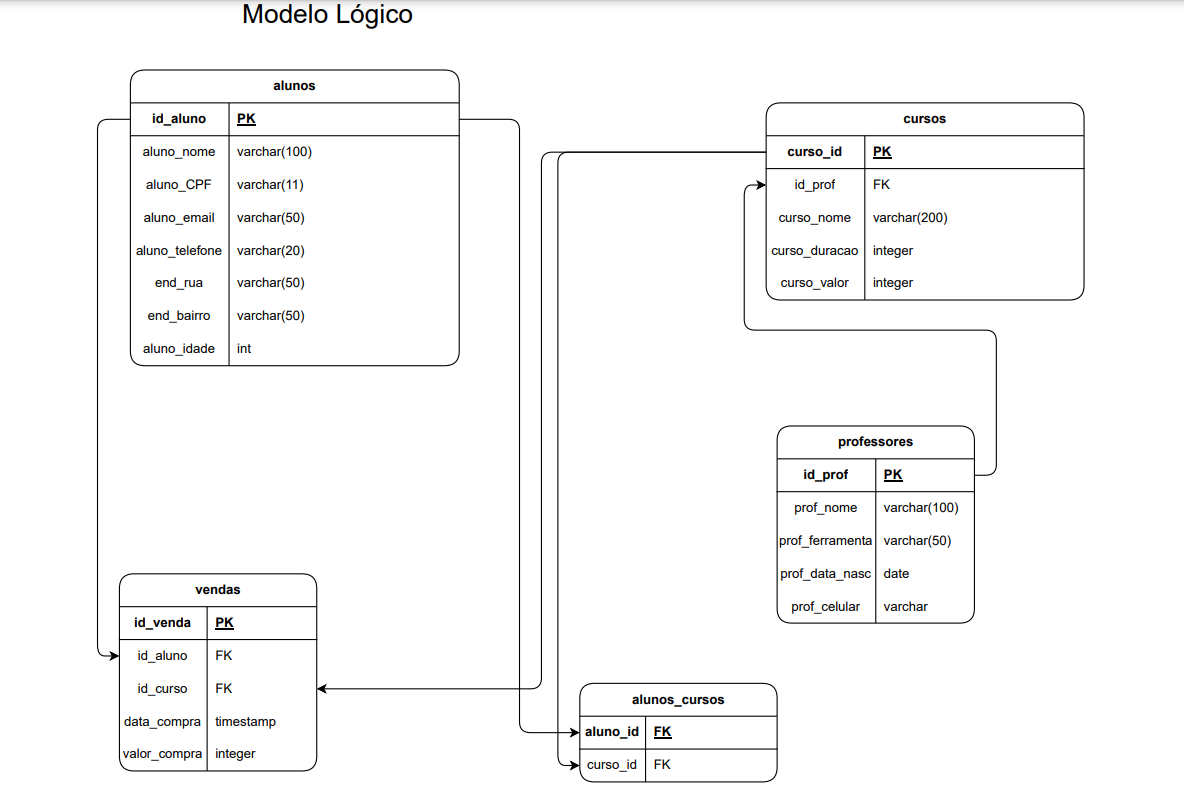 Modelo Lógico
alunos
id_aluno PK
aluno_nome varchar(100)
aluno_CPF varchar(11)
aluno_email varchar(50)
aluno_telefone varchar(20)
end_rua varchar(50)
end_bairro varchar(50)
aluno_idade int
cursos
curso_id PK
id_prof FK
curso_nome varchar(200)
curso_duracao integer
curso_valor integer
professores
id_prof PK
prof_nome varchar(100)
prof_ferramenta varchar(50)
prof_data_nasc date
prof_celular varchar
vendas
id_venda PK
id_aluno FK
id_curso FK
data_compra timestamp
valor_compra integer
alunos_cursos
aluno_id FK
curso_id FK